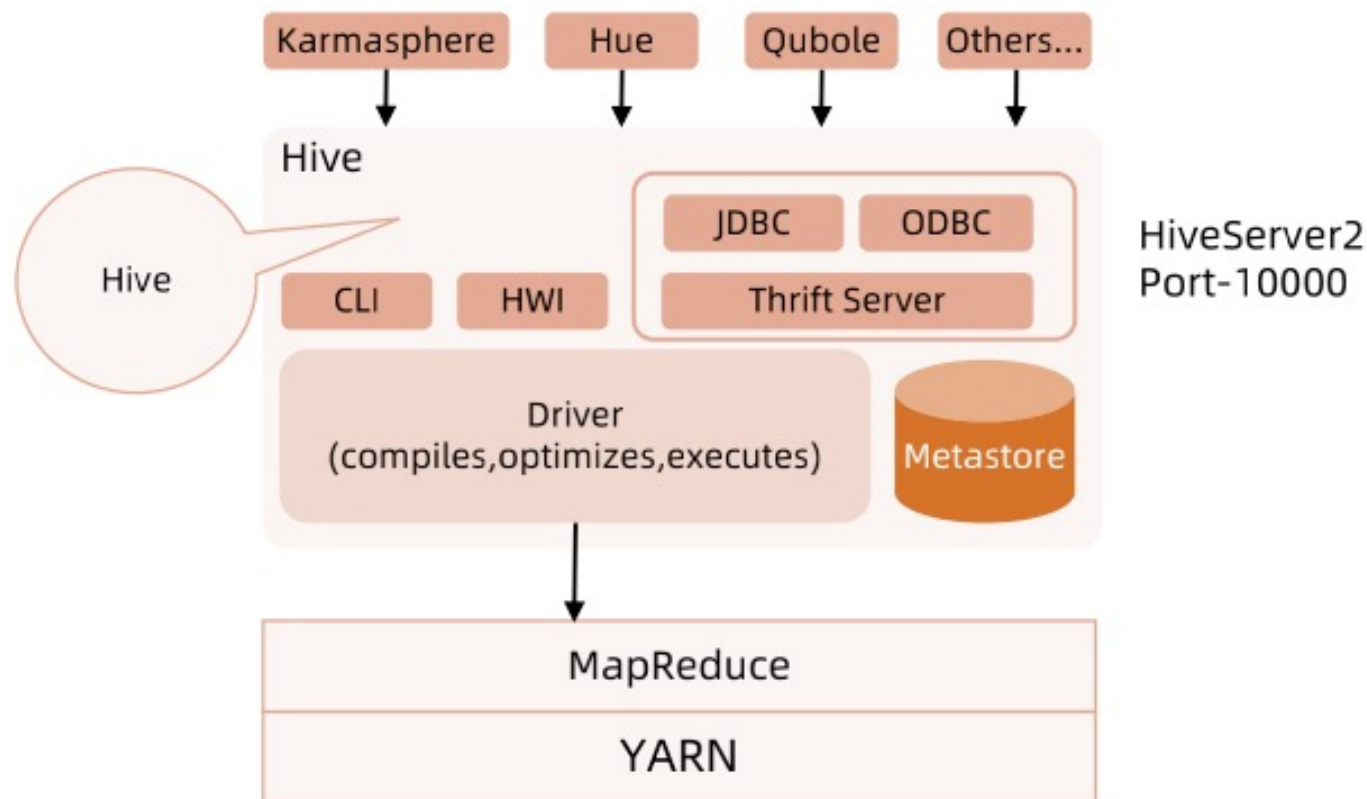 Karmasphere
Hue
Qubole
Others...
Hive
JDBC
ODBC
HiveServer2
Port-10000
Hive
CLI
HWI
Thrift Server
Driver
(compiles,optimizes,executes)
Metastore
MapReduce
YARN